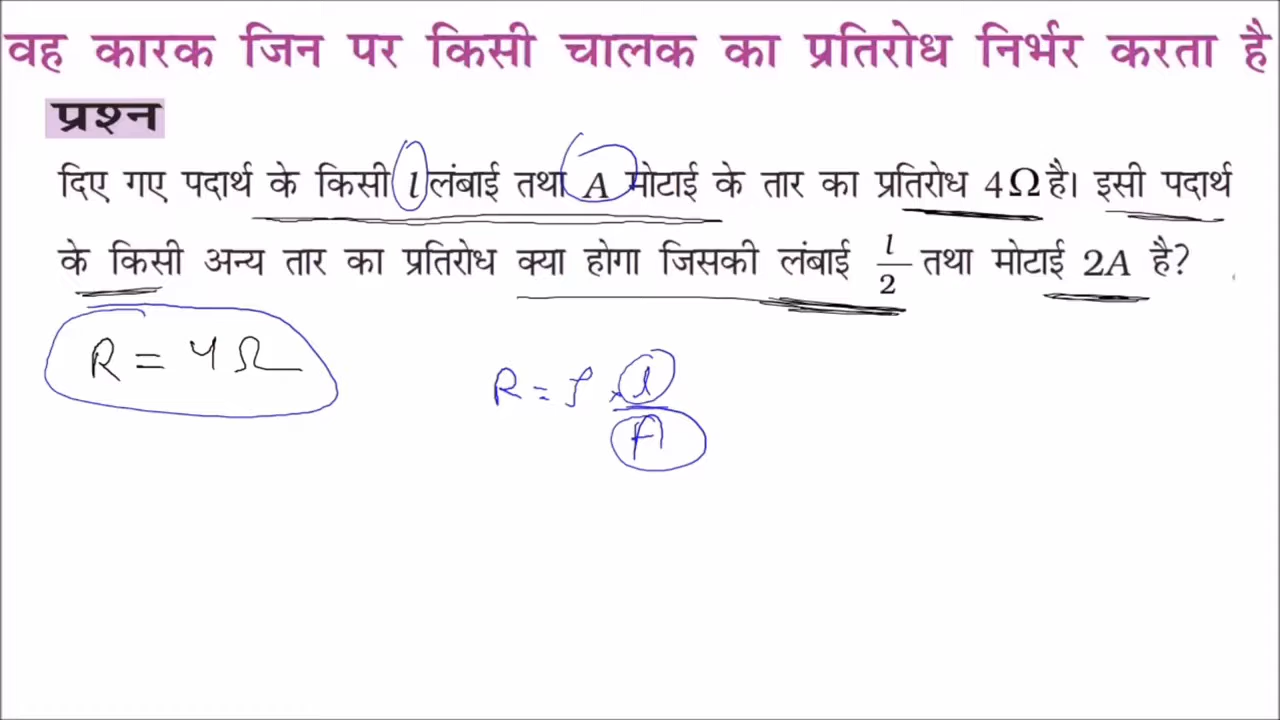 वह कारक जिन पर किसी चालक का प्रतिरोध निर्भर करता है
प्रश्न
दिए गए पदार्थ के किसी l लंबाई तथा A मोटाई के तार का प्रतिरोध 4Ω है। इसी पदार्थ
के किसी अन्य तार का प्रतिरोध क्या होगा जिसकी लंबाई l/2 तथा मोटाई 2A है?
R = 4Ω
R = ρ × l/A